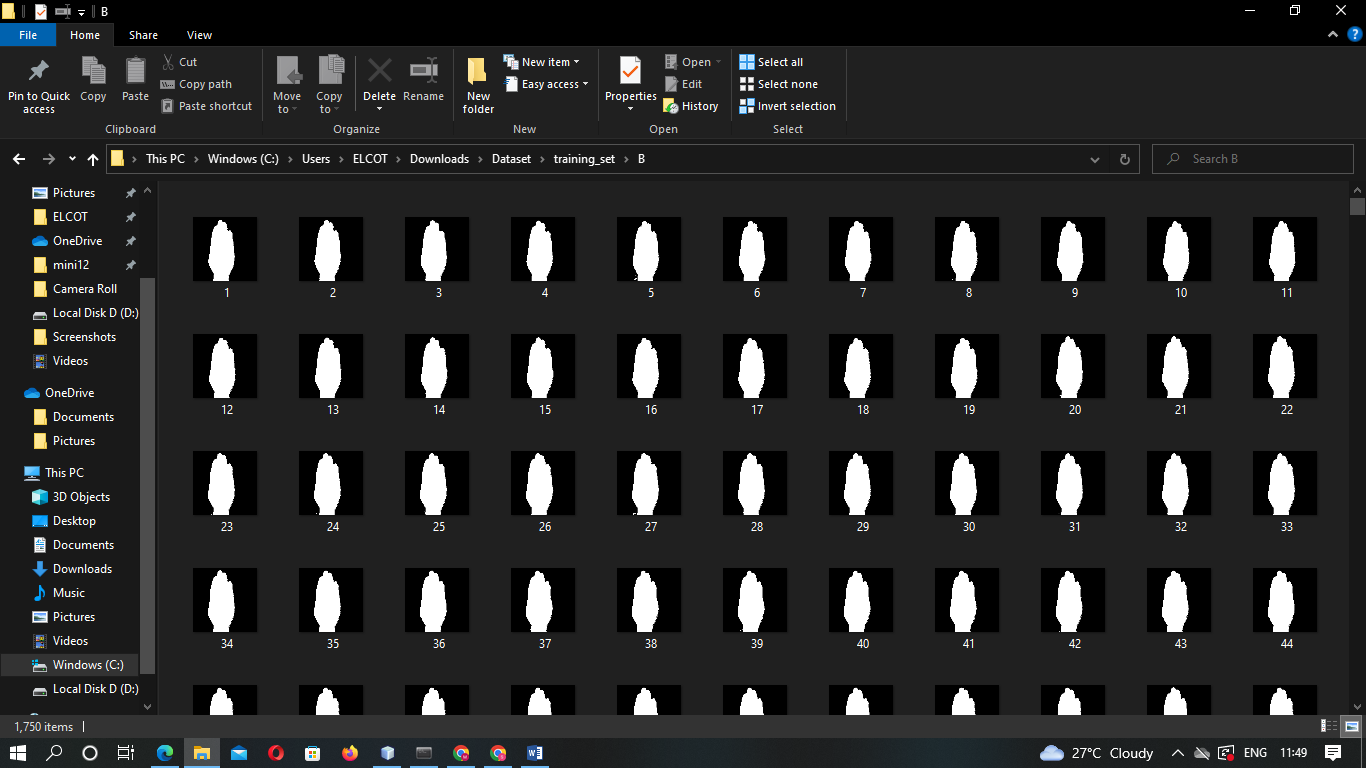 B
File Home Share View
Pin to Quick access
Copy
Paste
Cut
Copy path
Paste shortcut
Clipboard
Move to
Copy to
Delete
Rename
Organize
New folder
New item
Easy access
New
Properties
Open
Edit
History
Open
Select all
Select none
Invert selection
Select
This PC › Windows (C:) › Users › ELCOT › Downloads › Dataset › training_set › B
Search B
Pictures
ELCOT
OneDrive
mini12
Camera Roll
Local Disk D (D:)
Screenshots
Videos
OneDrive
Documents
Pictures
This PC
3D Objects
Desktop
Documents
Downloads
Music
Pictures
Videos
Windows (C:)
Local Disk D (D:)
1 2 3 4 5 6 7 8 9 10 11
12 13 14 15 16 17 18 19 20 21 22
23 24 25 26 27 28 29 30 31 32 33
34 35 36 37 38 39 40 41 42 43 44
1,750 items
27°C Cloudy
ENG
11:49